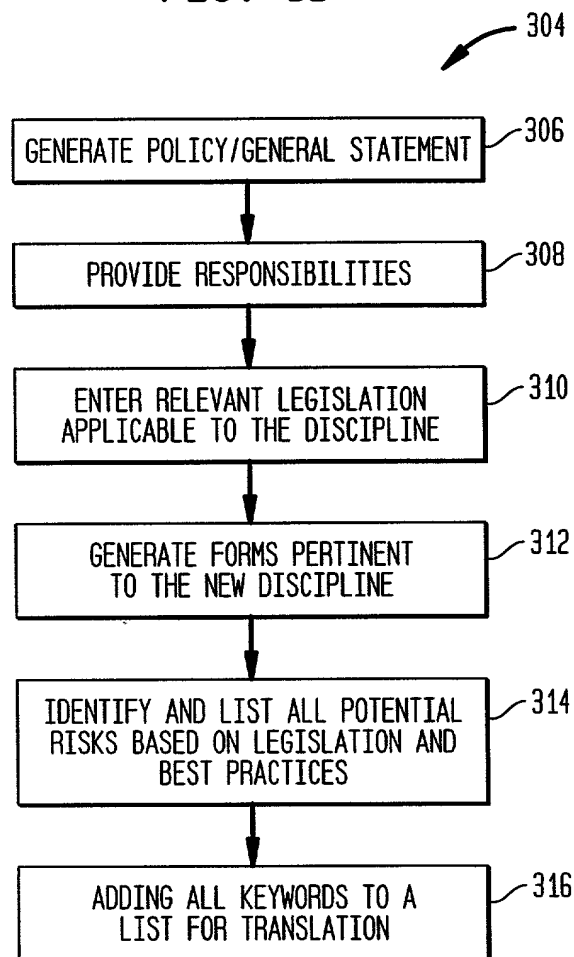 304
GENERATE POLICY/GENERAL STATEMENT
306
PROVIDE RESPONSIBILITIES
308
ENTER RELEVANT LEGISLATION
APPLICABLE TO THE DISCIPLINE
310
GENERATE FORMS PERTINENT
TO THE NEW DISCIPLINE
312
IDENTIFY AND LIST ALL POTENTIAL
RISKS BASED ON LEGISLATION AND
BEST PRACTICES
314
ADDING ALL KEYWORDS TO A
LIST FOR TRANSLATION
316